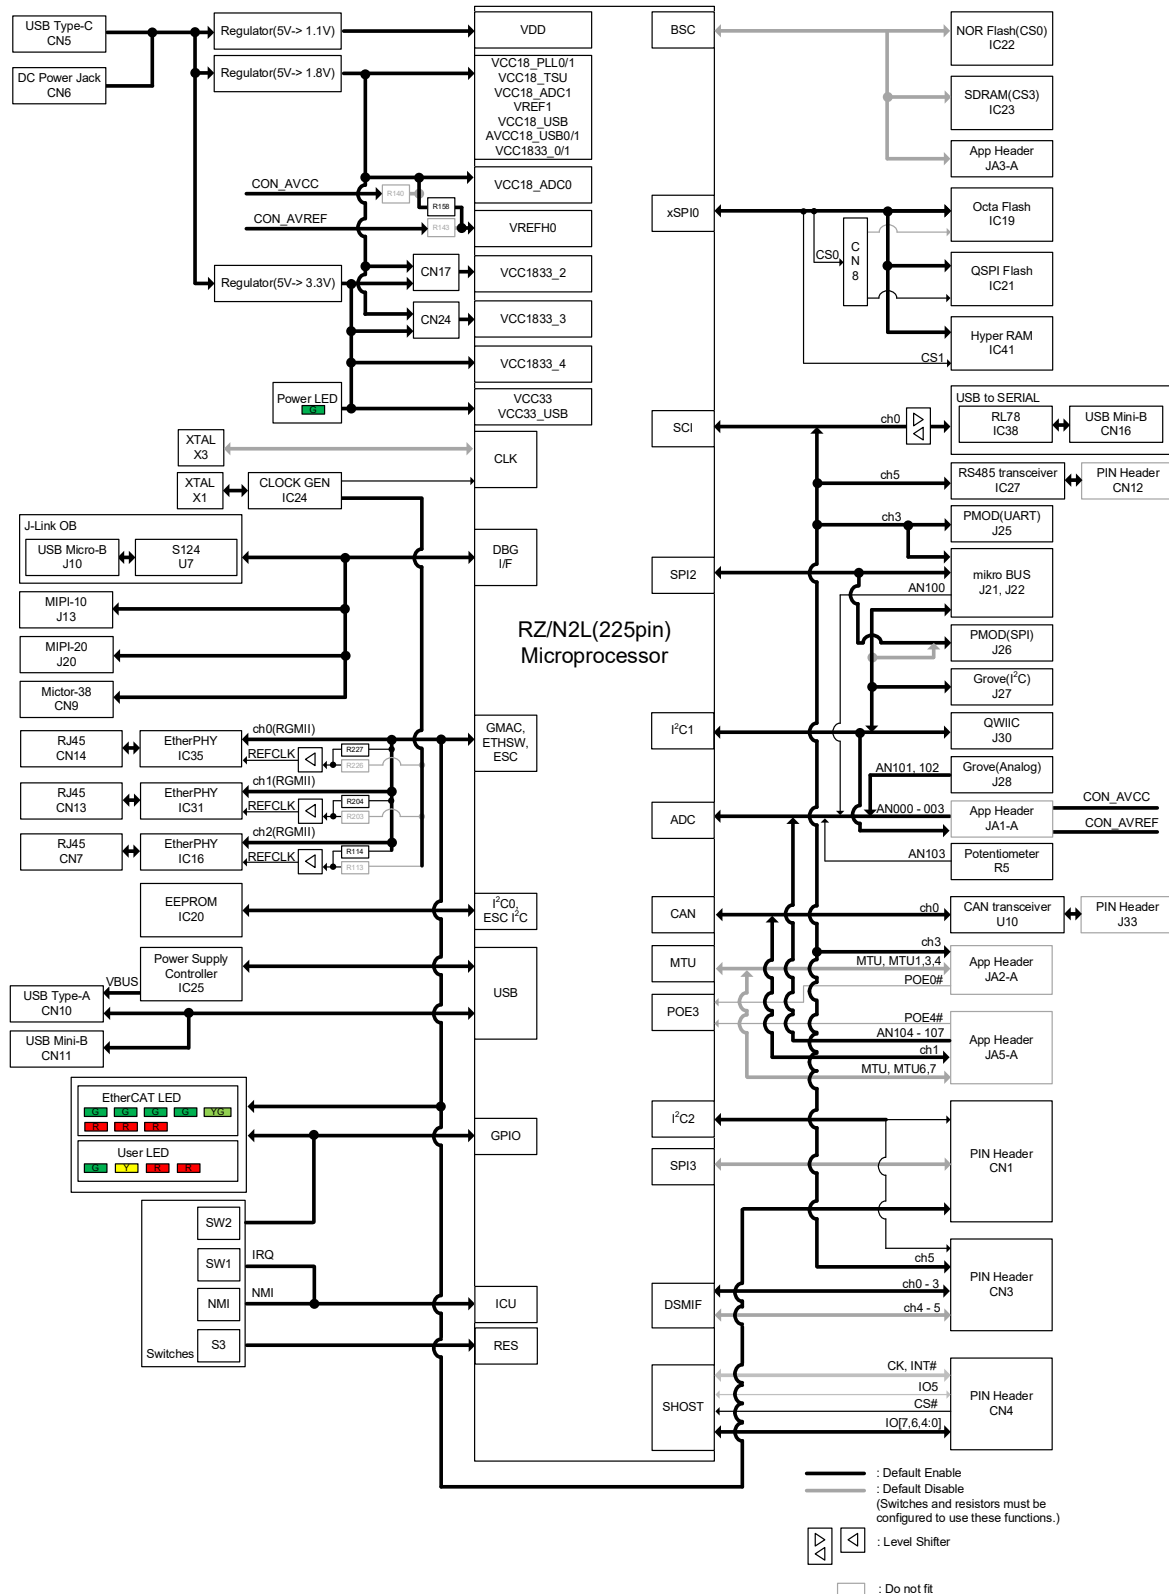 USB Type-C
CN5
DC Power Jack
CN6
Regulator(5V-> 1.1V)
Regulator(5V-> 1.8V)
Regulator(5V-> 3.3V)
VDD
VCC18_PLL0/1
VCC18_TSU
VCC18_ADC1
VREF1
VCC18_USB
AVCC18_USB0/1
VCC1833_0/1
CON_AVCC
R140
VCC18_ADC0
R158
CON_AVREF
R143
VREFH0
CN17
VCC1833_2
CN24
VCC1833_3
VCC1833_4
Power LED
G
VCC33
VCC33_USB
XTAL
X3
CLK
XTAL
X1
CLOCK GEN
IC24
J-Link OB
USB Micro-B
J10
S124
U7
DBG
I/F
MIPI-10
J13
MIPI-20
J20
Mictor-38
CN9
RZ/N2L(225pin)
Microprocessor
RJ45
CN14
EtherPHY
IC35
ch0(RGMII)
REFCLK
R227
R226
GMAC,
ETHSW,
ESC
RJ45
CN13
EtherPHY
IC31
ch1(RGMII)
REFCLK
R204
R203
RJ45
CN7
EtherPHY
IC16
ch2(RGMII)
REFCLK
R114
R113
EEPROM
IC20
I²C0,
ESC I²C
Power Supply
Controller
IC25
VBUS
USB Type-A
CN10
USB Mini-B
CN11
USB
EtherCAT LED
G G G G YG
R R R
User LED
G Y R R
GPIO
SW2
SW1
IRQ
NMI
NMI
S3
Switches
ICU
RES
BSC
NOR Flash(CS0)
IC22
SDRAM(CS3)
IC23
App Header
JA3-A
xSPI0
CS0
C
N
8
Octa Flash
IC19
QSPI Flash
IC21
Hyper RAM
IC41
CS1
SCI
ch0
USB to SERIAL
RL78
IC38
USB Mini-B
CN16
ch5
RS485 transceiver
IC27
PIN Header
CN12
ch3
PMOD(UART)
J25
SPI2
mikro BUS
J21, J22
AN100
PMOD(SPI)
J26
Grove(I²C)
J27
I²C1
QWIIC
J30
AN101, 102
Grove(Analog)
J28
ADC
AN000 - 003
App Header
JA1-A
CON_AVCC
CON_AVREF
AN103
Potentiometer
R5
CAN
ch0
CAN transceiver
U10
PIN Header
J33
MTU
ch3
MTU, MTU1,3,4
POE0#
App Header
JA2-A
POE3
POE4#
AN104 - 107
ch1
MTU, MTU6,7
App Header
JA5-A
I²C2
SPI3
PIN Header
CN1
ch5
ch0 - 3
ch4 - 5
PIN Header
CN3
DSMIF
SHOST
CK, INT#
IO5
CS#
IO[7,6,4:0]
PIN Header
CN4
: Default Enable
: Default Disable
(Switches and resistors must be
configured to use these functions.)
: Level Shifter
: Do not fit